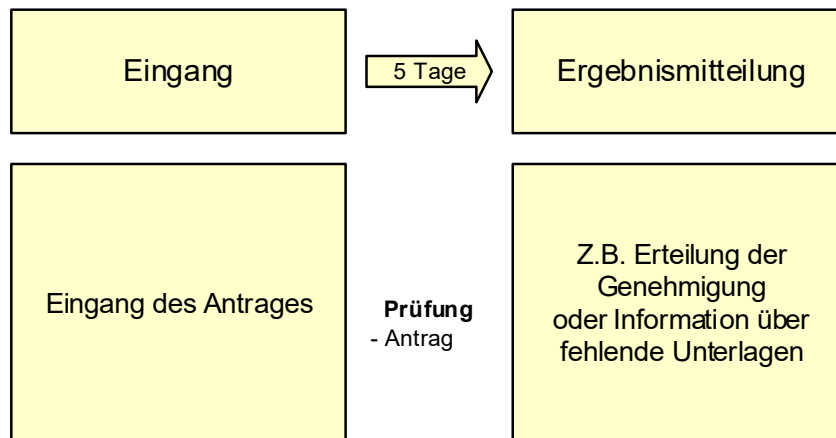 Eingang
5 Tage
Ergebnismitteilung
Eingang des Antrages
Prüfung
- Antrag
Z.B. Erteilung der
Genehmigung
oder Information über
fehlende Unterlagen